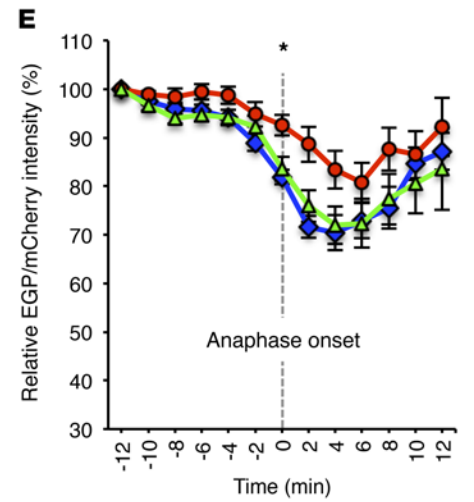 E
110
*
100
90
80
70
60
50
40
30
Relative EGP/mCherry intensity (%)
Anaphase onset
-12 -10 -8 -6 -4 -2 0 2 4 6 8 10 12
Time (min)